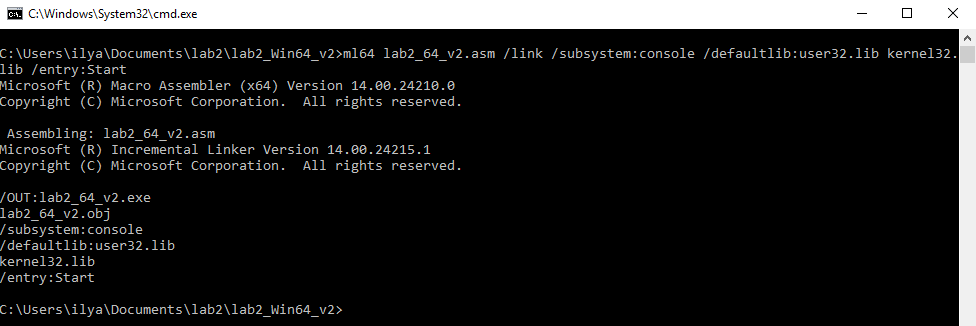 C:\Windows\System32\cmd.exe
C:\Users\ilya\Documents\lab2\lab2_Win64_v2>ml64 lab2_64_v2.asm /link /subsystem:console /defaultlib:user32.lib kernel32.
lib /entry:Start
Microsoft (R) Macro Assembler (x64) Version 14.00.24210.0
Copyright (C) Microsoft Corporation.  All rights reserved.
 Assembling: lab2_64_v2.asm
Microsoft (R) Incremental Linker Version 14.00.24215.1
Copyright (C) Microsoft Corporation.  All rights reserved.
/OUT:lab2_64_v2.exe
lab2_64_v2.obj
/subsystem:console
/defaultlib:user32.lib
kernel32.lib
/entry:Start
C:\Users\ilya\Documents\lab2\lab2_Win64_v2>